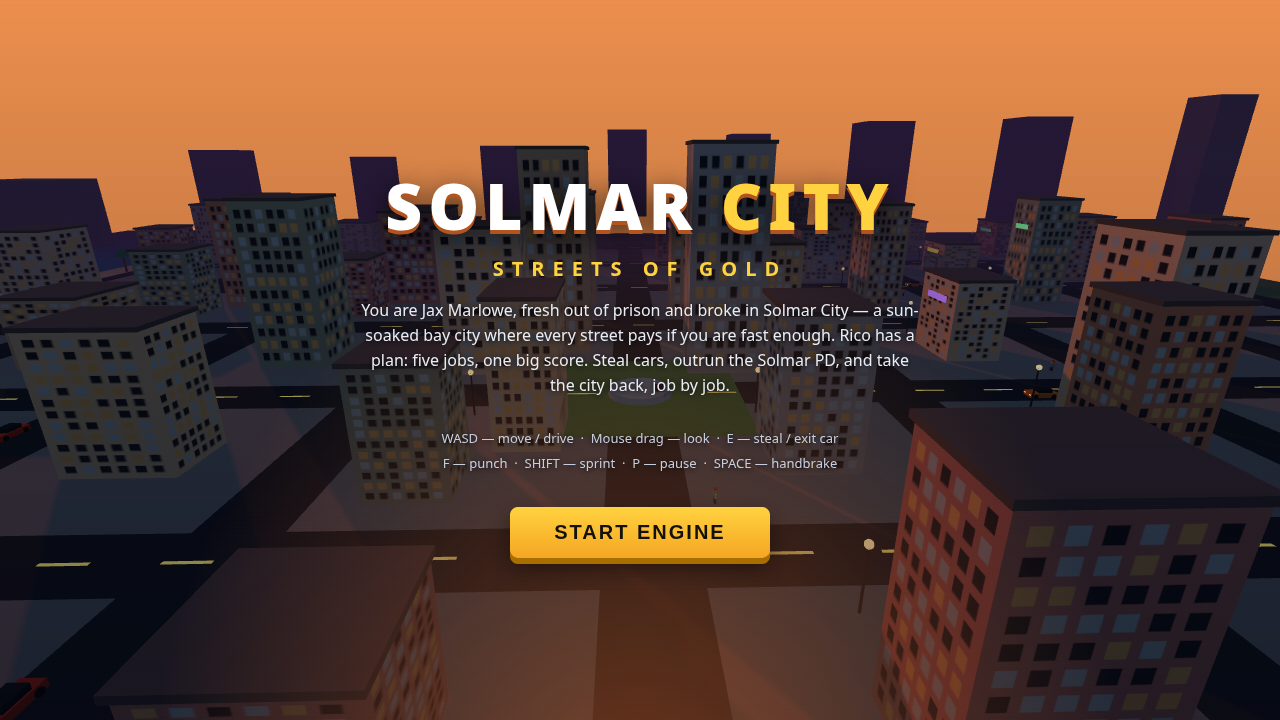 SOLMAR CITY
STREETS OF GOLD
You are Jax Marlowe, fresh out of prison and broke in Solmar City — a sun-
soaked bay city where every street pays if you are fast enough. Rico has a
plan: five jobs, one big score. Steal cars, outrun the Solmar PD, and take
the city back, job by job.
WASD — move / drive · Mouse drag — look · E — steal / exit car
F — punch · SHIFT — sprint · P — pause · SPACE — handbrake
START ENGINE